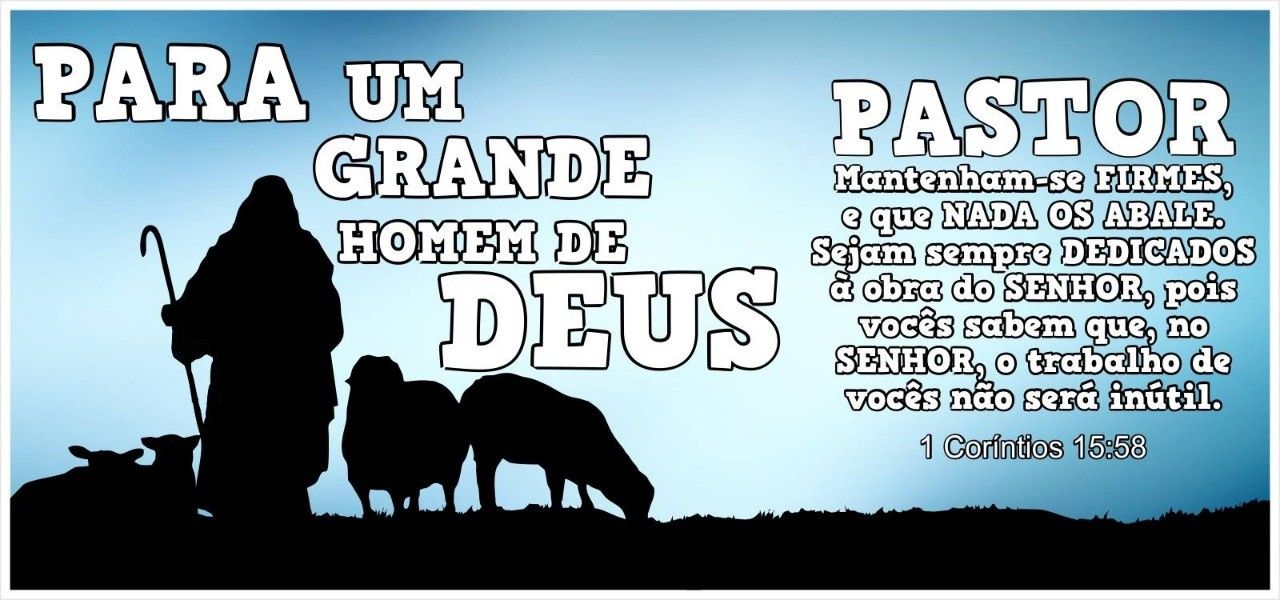 PARA UM
GRANDE
HOMEM DE
DEUS
PASTOR
Mantenham-se FIRMES,
e que NADA OS ABALE.
Sejam sempre DEDICADOS
à obra do SENHOR, pois
vocês sabem que, no
SENHOR, o trabalho de
vocês não será inútil.
1 Coríntios 15:58